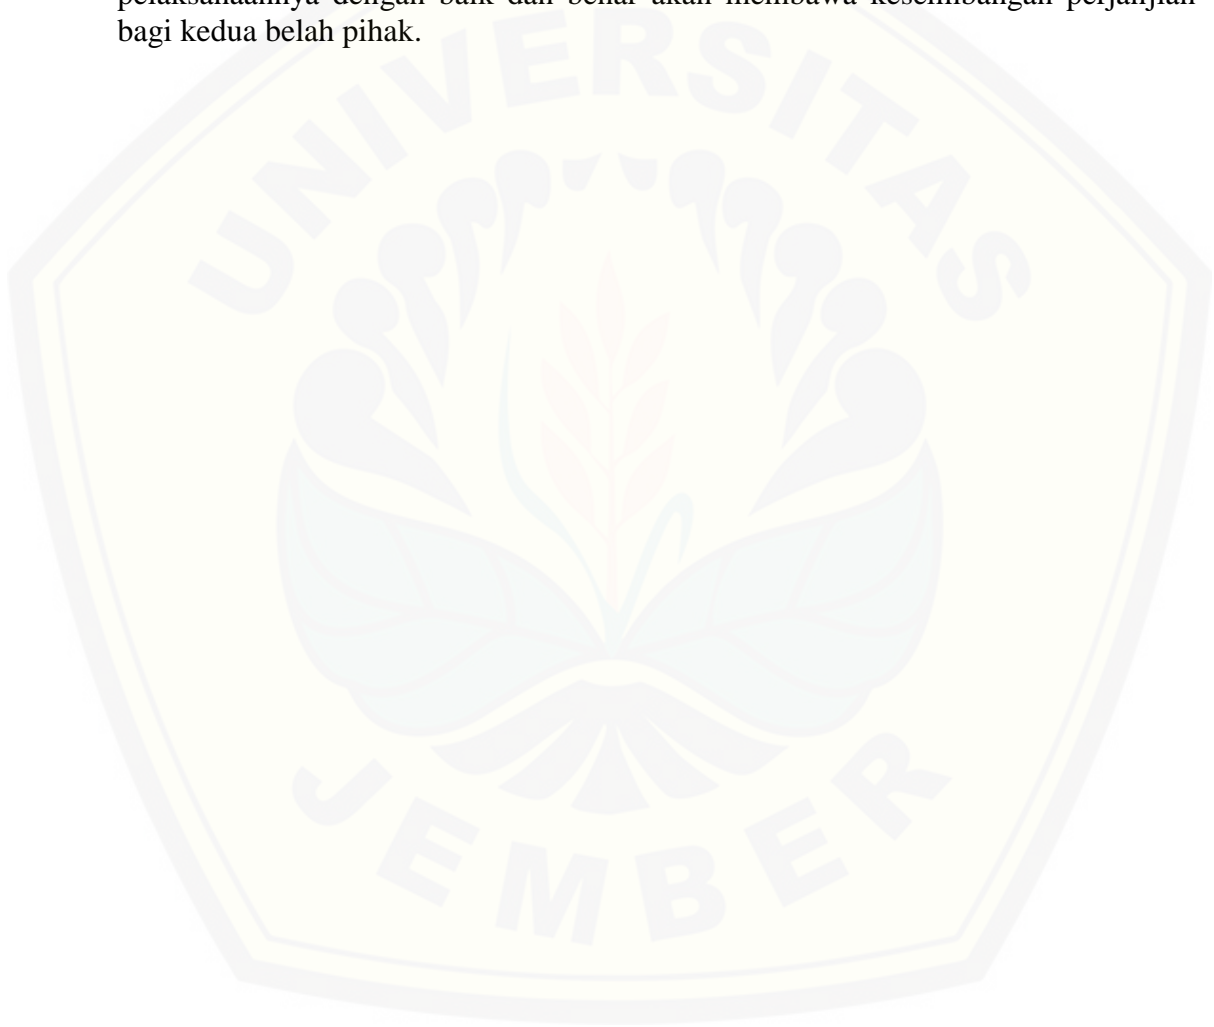 pelaksanaannya dengan baik dan benar akan membawa keseimbangan perjanjian
bagi kedua belah pihak.
UNIVERSITAS
JEMBER